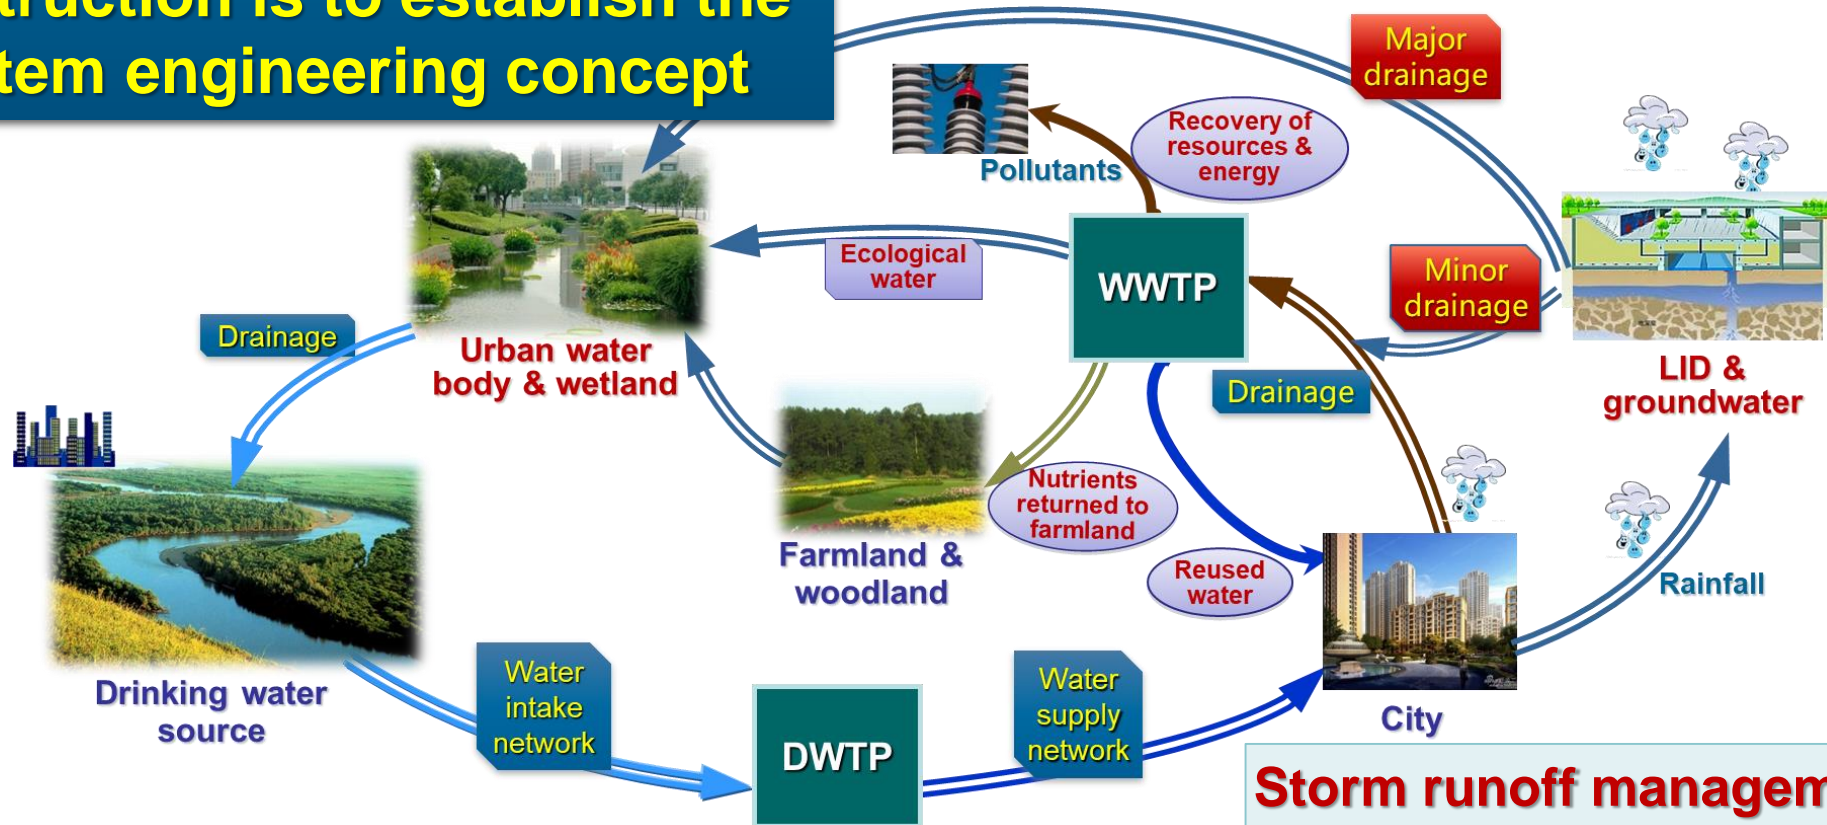 truction is to establish the
tem engineering concept
Major
drainage
Recovery of
resources &
energy
Pollutants
Ecological
water
WWTP
Minor
drainage
Drainage
Urban water
body & wetland
Drainage
LID &
groundwater
Nutrients
returned to
farmland
Farmland &
woodland
Reused
water
Rainfall
Drinking water
source
Water
intake
network
Water
supply
network
City
DWTP
Storm runoff managem